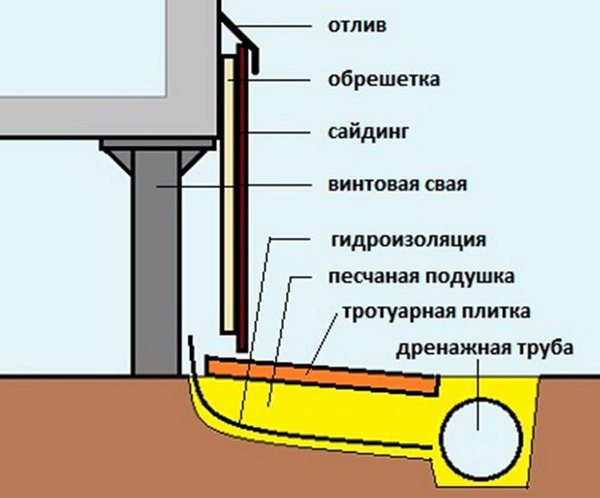 отлив
обрешетка
сайдинг
винтовая свая
гидроизоляция
песчаная подушка
тротуарная плитка
дренажная труба